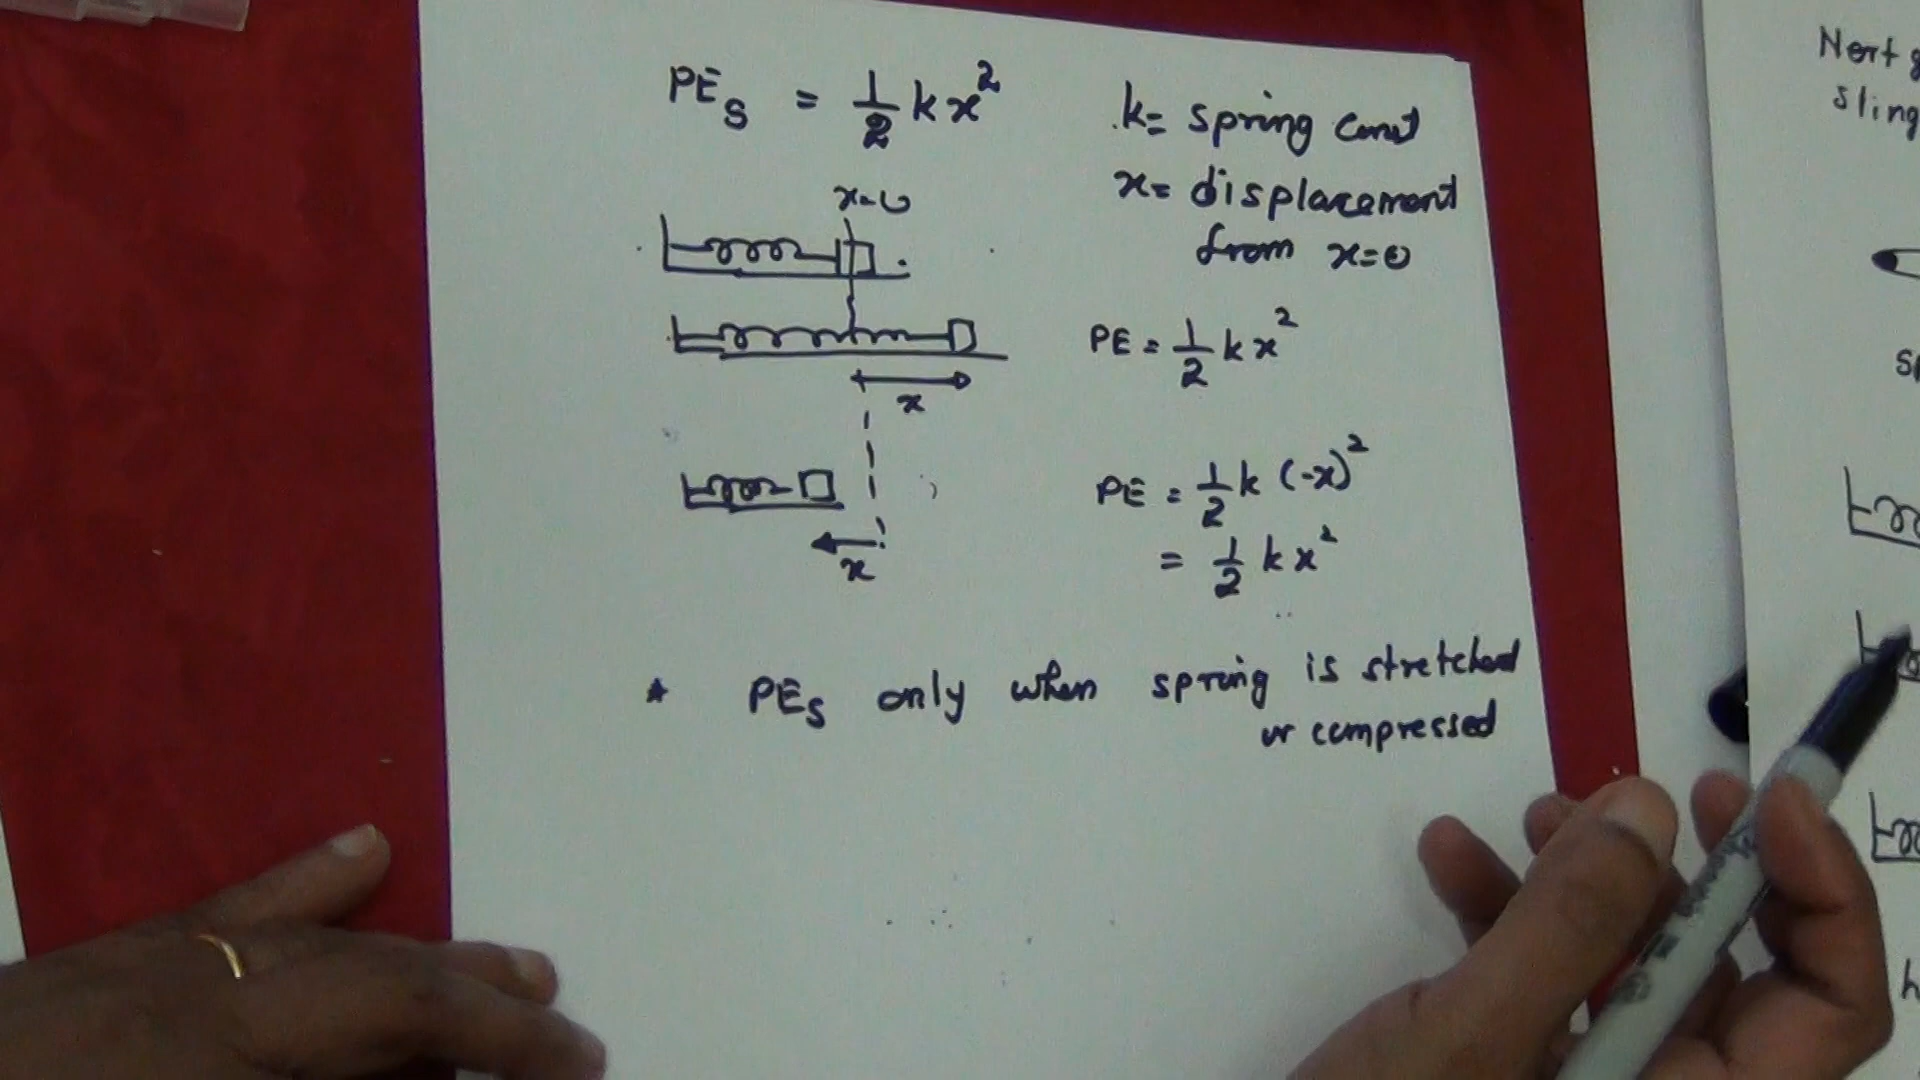 PEs = 1/2 kx²
k= spring const
x= displacement
from x=0
x=0
PE = 1/2 kx²
x
PE = 1/2 k (-x)²
= 1/2 kx²
x
* PEs only when spring is stretched
or compressed
sling